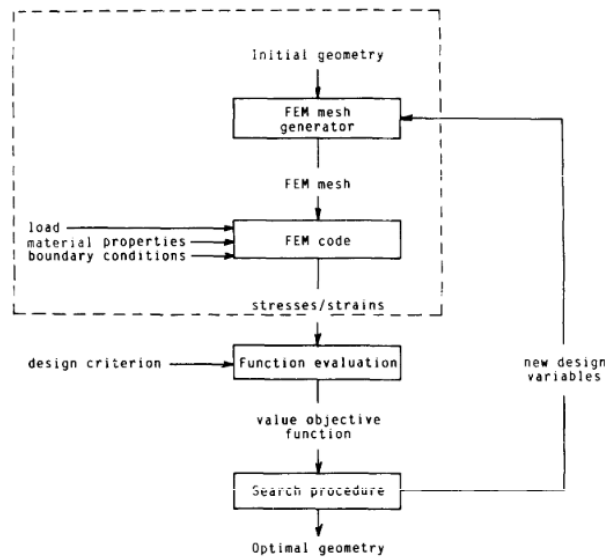 Initial geometry
FEM mesh
generator
FEM mesh
load
material properties
boundary conditions
FEM code
stresses/strains
design criterion
Function evaluation
new design
variables
value objective
function
Search procedure
Optimal geometry